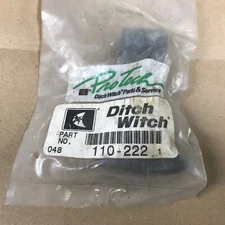 ProTech
Ditch Witch® Parts & Service
Ditch
Witch®
PART
NO.
110-222 1
048